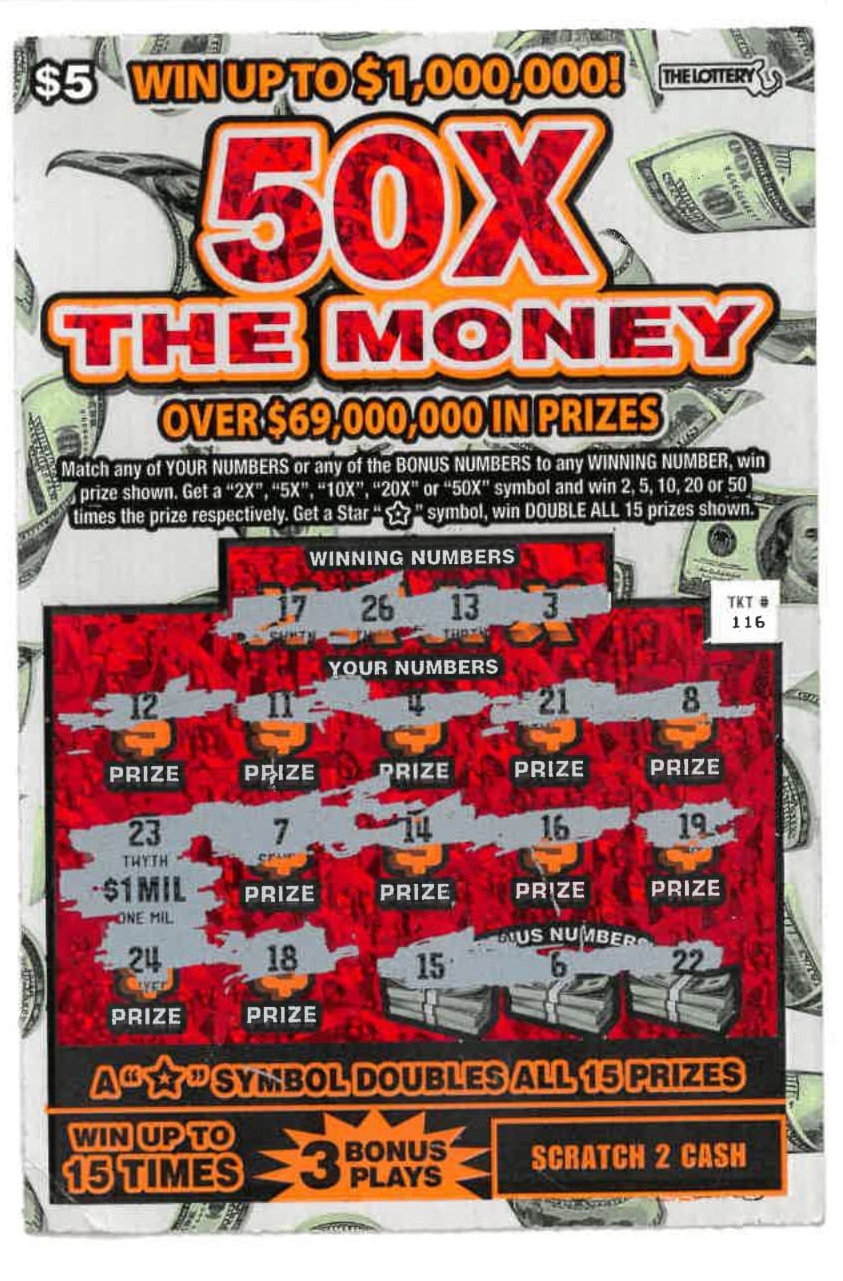 $5 WIN UP TO $1,000,000! THE LOTTERY
50X
THE MONEY
OVER $69,000,000 IN PRIZES
Match any of YOUR NUMBERS or any of the BONUS NUMBERS to any WINNING NUMBER, win
prize shown. Get a “2X”, “5X”, “10X”, “20X” or “50X” symbol and win 2, 5, 10, 20 or 50
times the prize respectively. Get a Star “☆” symbol, win DOUBLE ALL 15 prizes shown.
WINNING NUMBERS
17 26 13 3
TKT #
116
YOUR NUMBERS
12 11 4 21 8
$ $ $ $ $
PRIZE PRIZE PRIZE PRIZE PRIZE
23 7 14 16 19
TWYTH
$1MIL PRIZE PRIZE PRIZE PRIZE
ONE MIL
NUMBERS
24 18 15 6 22
PRIZE PRIZE
A “☆” SYMBOL DOUBLES ALL 15 PRIZES
WIN UP TO
15 TIMES
3 BONUS
PLAYS
SCRATCH 2 CASH